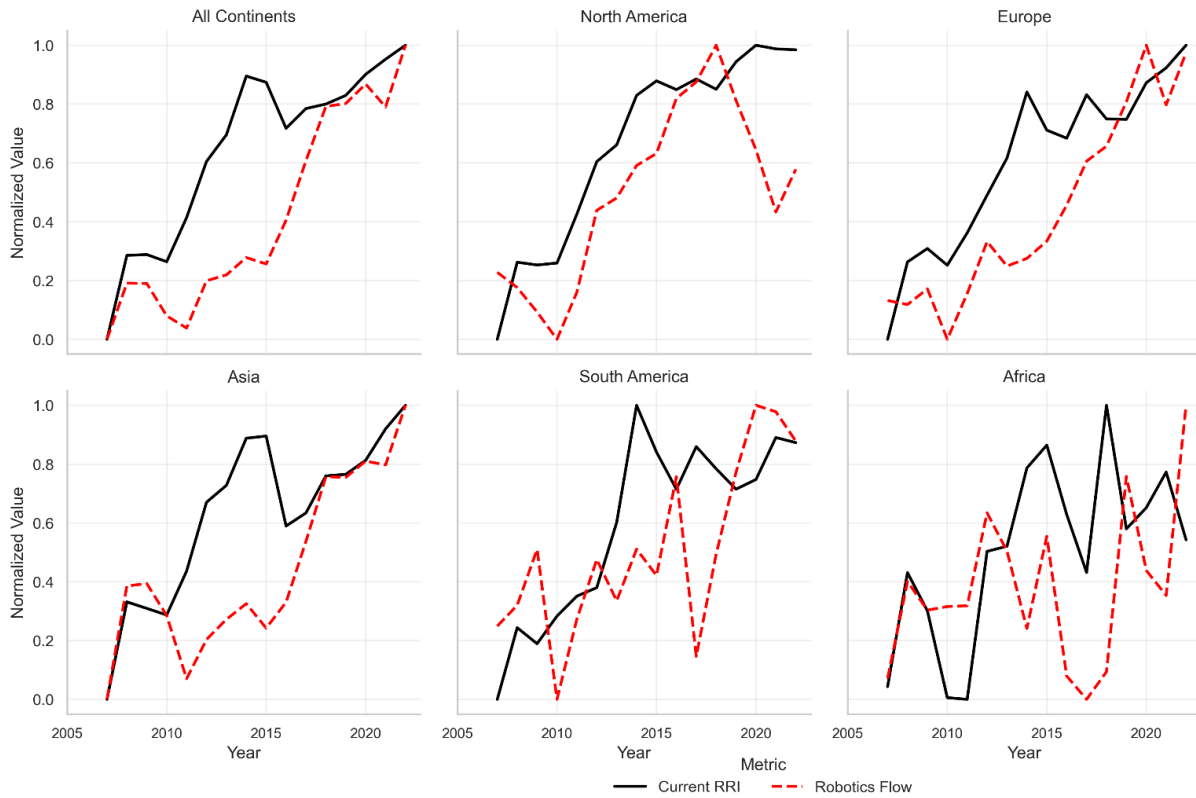 All Continents
North America
Europe
Normalized Value
1.0
0.8
0.6
0.4
0.2
0.0
Asia
South America
Africa
Normalized Value
1.0
0.8
0.6
0.4
0.2
0.0
2005 2010 2015 2020
2005 2010 2015 2020
2005 2010 2015 2020
Year
Year
Year
Metric
Current RRI
Robotics Flow